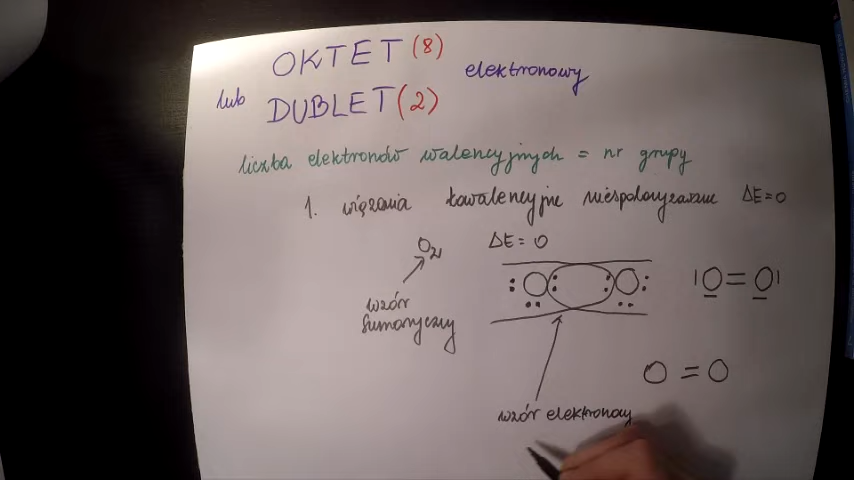 OKTET (8)
lub DUBLET (2) elektronowy
liczba elektronów walencyjnych = nr grupy
1. wiązania kowalencyjne niespolaryzowane ΔE = 0
O₂
ΔE = 0
O O
|O = O|
wzór
sumaryczny
O = O
wzór elektronowy